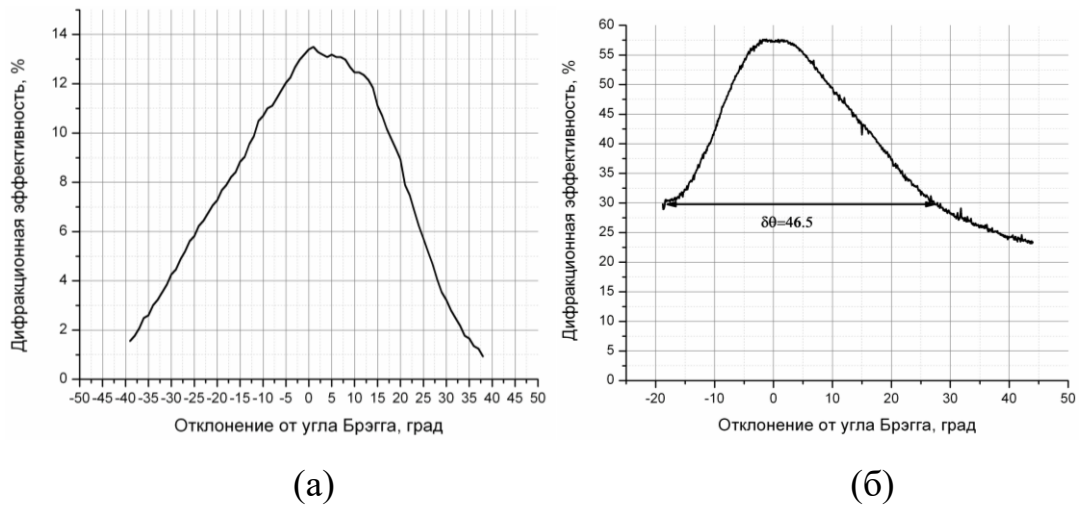 Дифракционная эффективность, %
14
12
10
8
6
4
2
0
-50 -45 -40 -35 -30 -25 -20 -15 -10 -5 0 5 10 15 20 25 30 35 40 45 50
Отклонение от угла Брэгга, град
(а)
Дифракционная эффективность, %
60
55
50
45
40
35
30
25
20
15
10
5
0
δθ=46.5
-20 -10 0 10 20 30 40 50
Отклонение от угла Брэгга, град
(б)